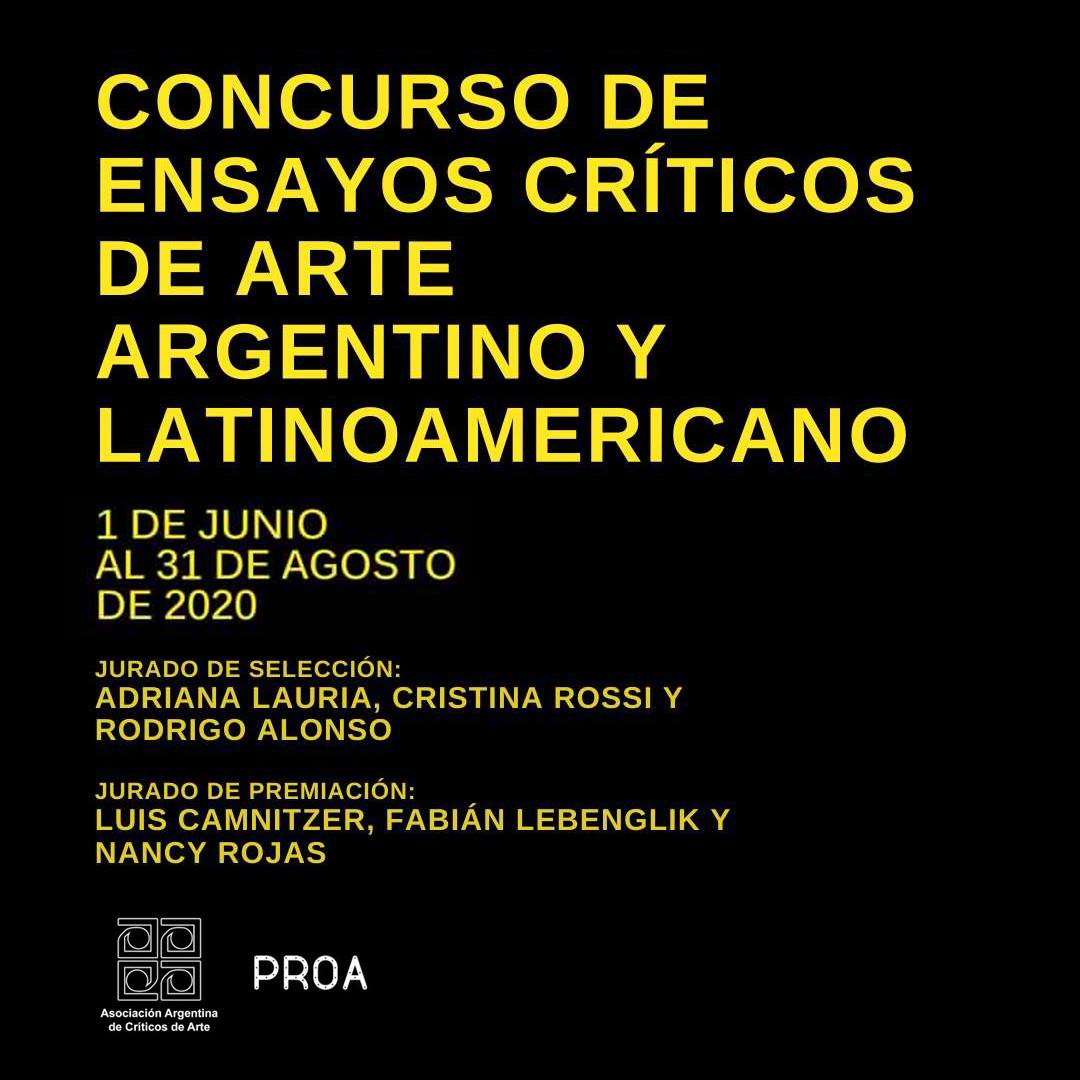 CONCURSO DE
ENSAYOS CRÍTICOS
DE ARTE
ARGENTINO Y
LATINOAMERICANO
1 DE JUNIO
AL 31 DE AGOSTO
DE 2020
JURADO DE SELECCIÓN:
ADRIANA LAURIA, CRISTINA ROSSI Y
RODRIGO ALONSO
JURADO DE PREMIACIÓN:
LUIS CAMNITZER, FABIÁN LEBENGLIK Y
NANCY ROJAS
Asociación Argentina
de Críticos de Arte
PROA